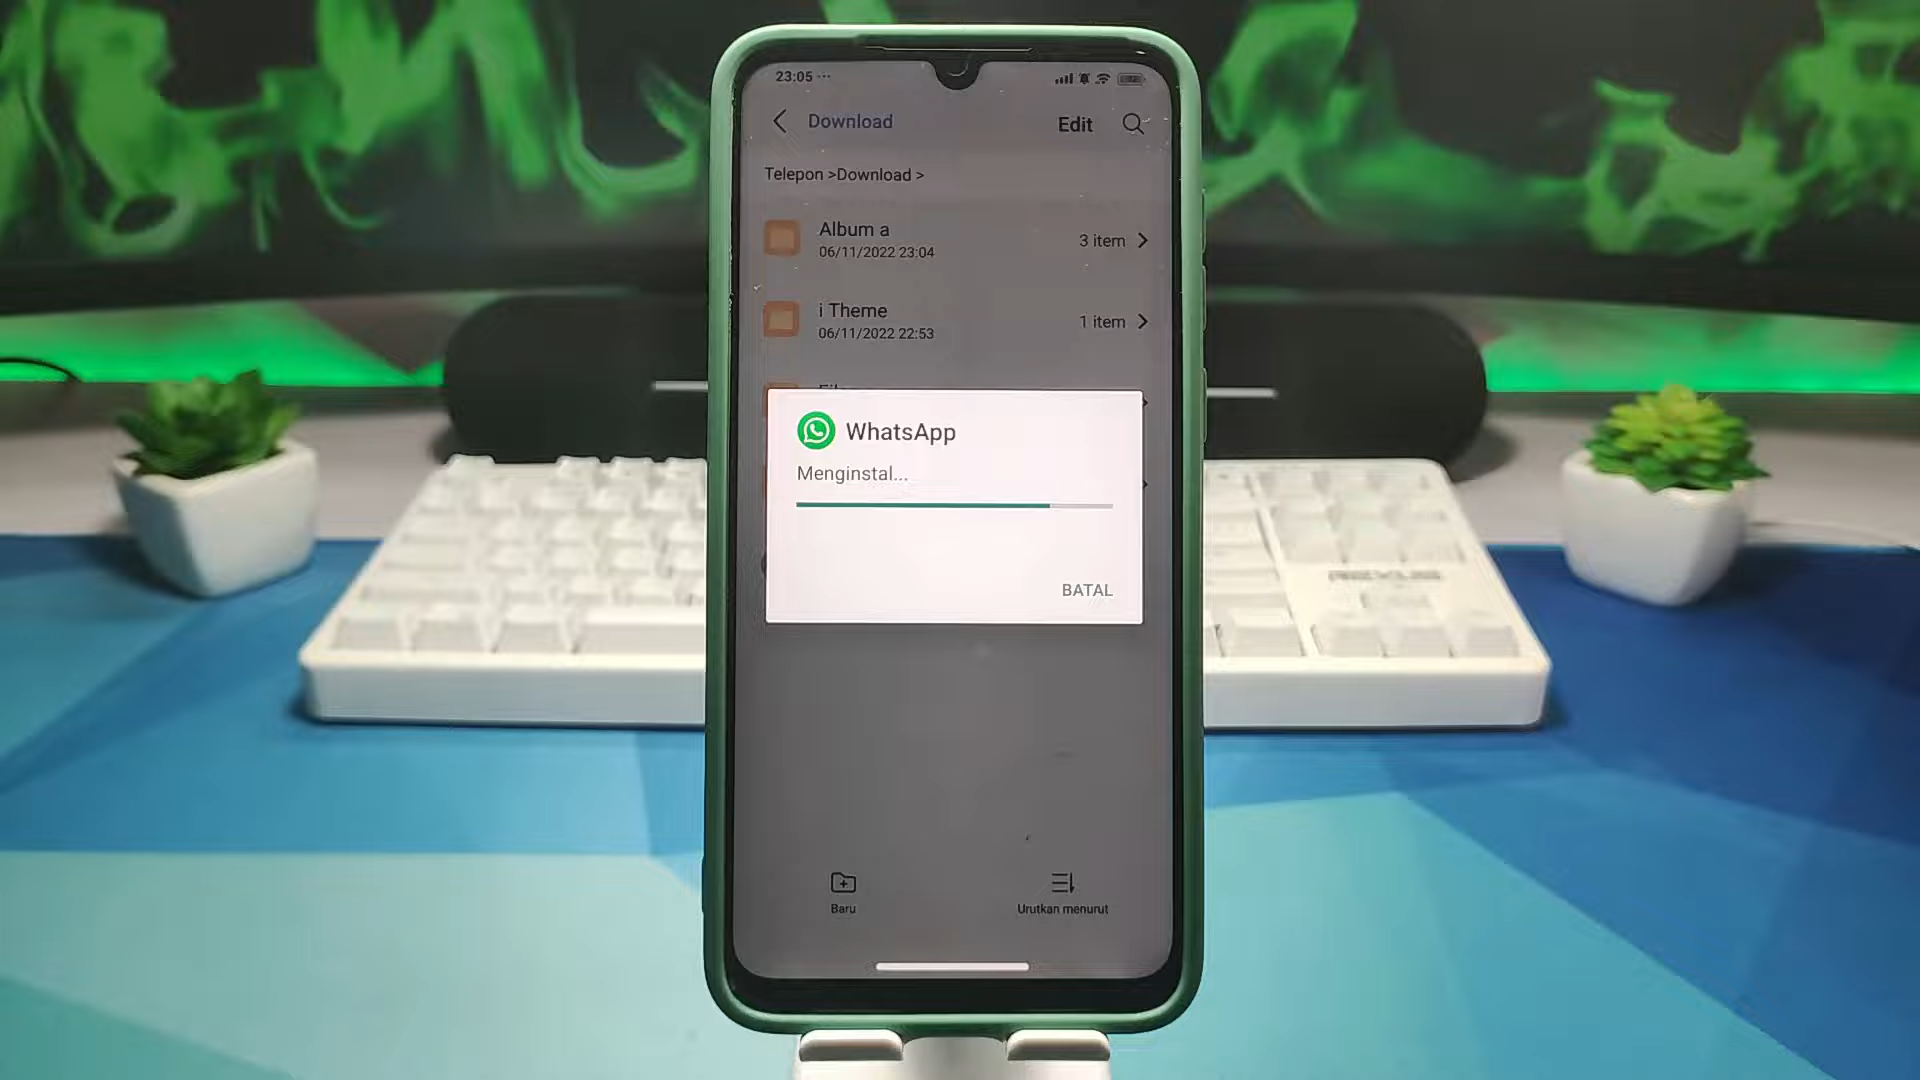 23:05 ...
Download
Edit
Telepon >Download >
Album a
06/11/2022 23:04
3 item
i Theme
06/11/2022 22:53
1 item
WhatsApp
Menginstal...
BATAL
Baru
Urutkan menurut